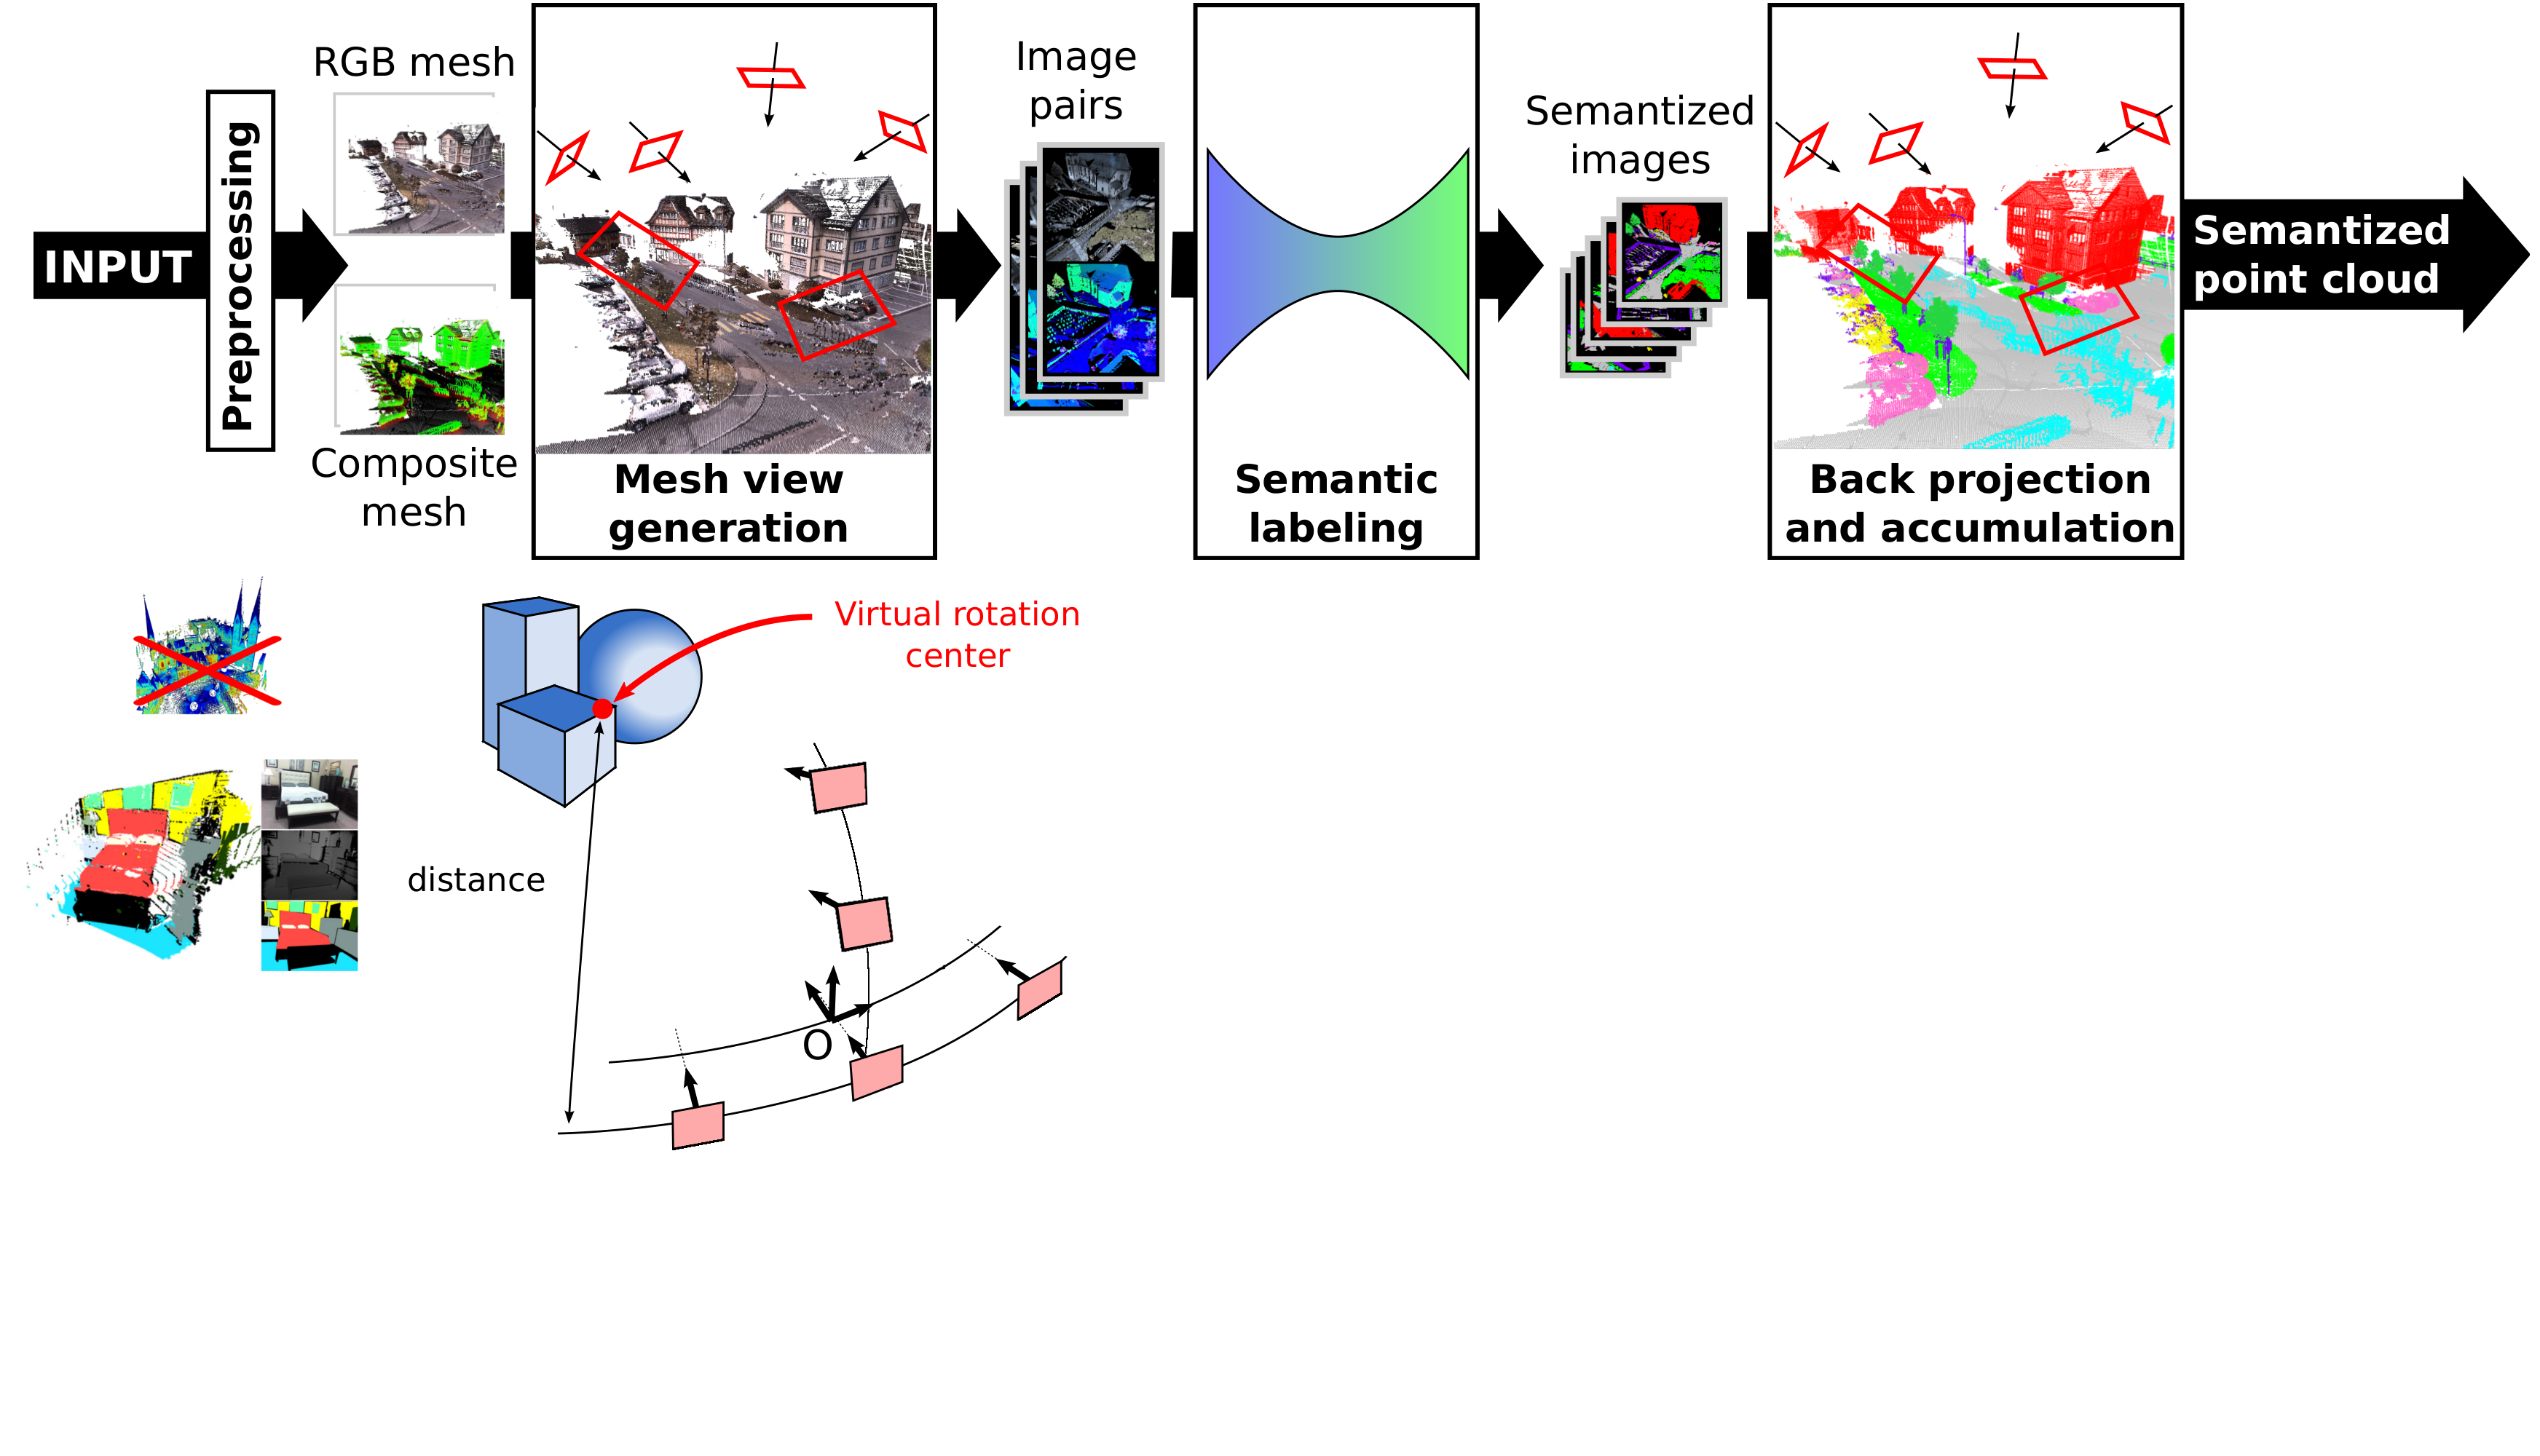 INPUT
Preprocessing
RGB mesh
Composite
mesh
Mesh view
generation
Image
pairs
Semantic
labeling
Semantized
images
Back projection
and accumulation
Semantized
point cloud
Virtual rotation
center
distance
O